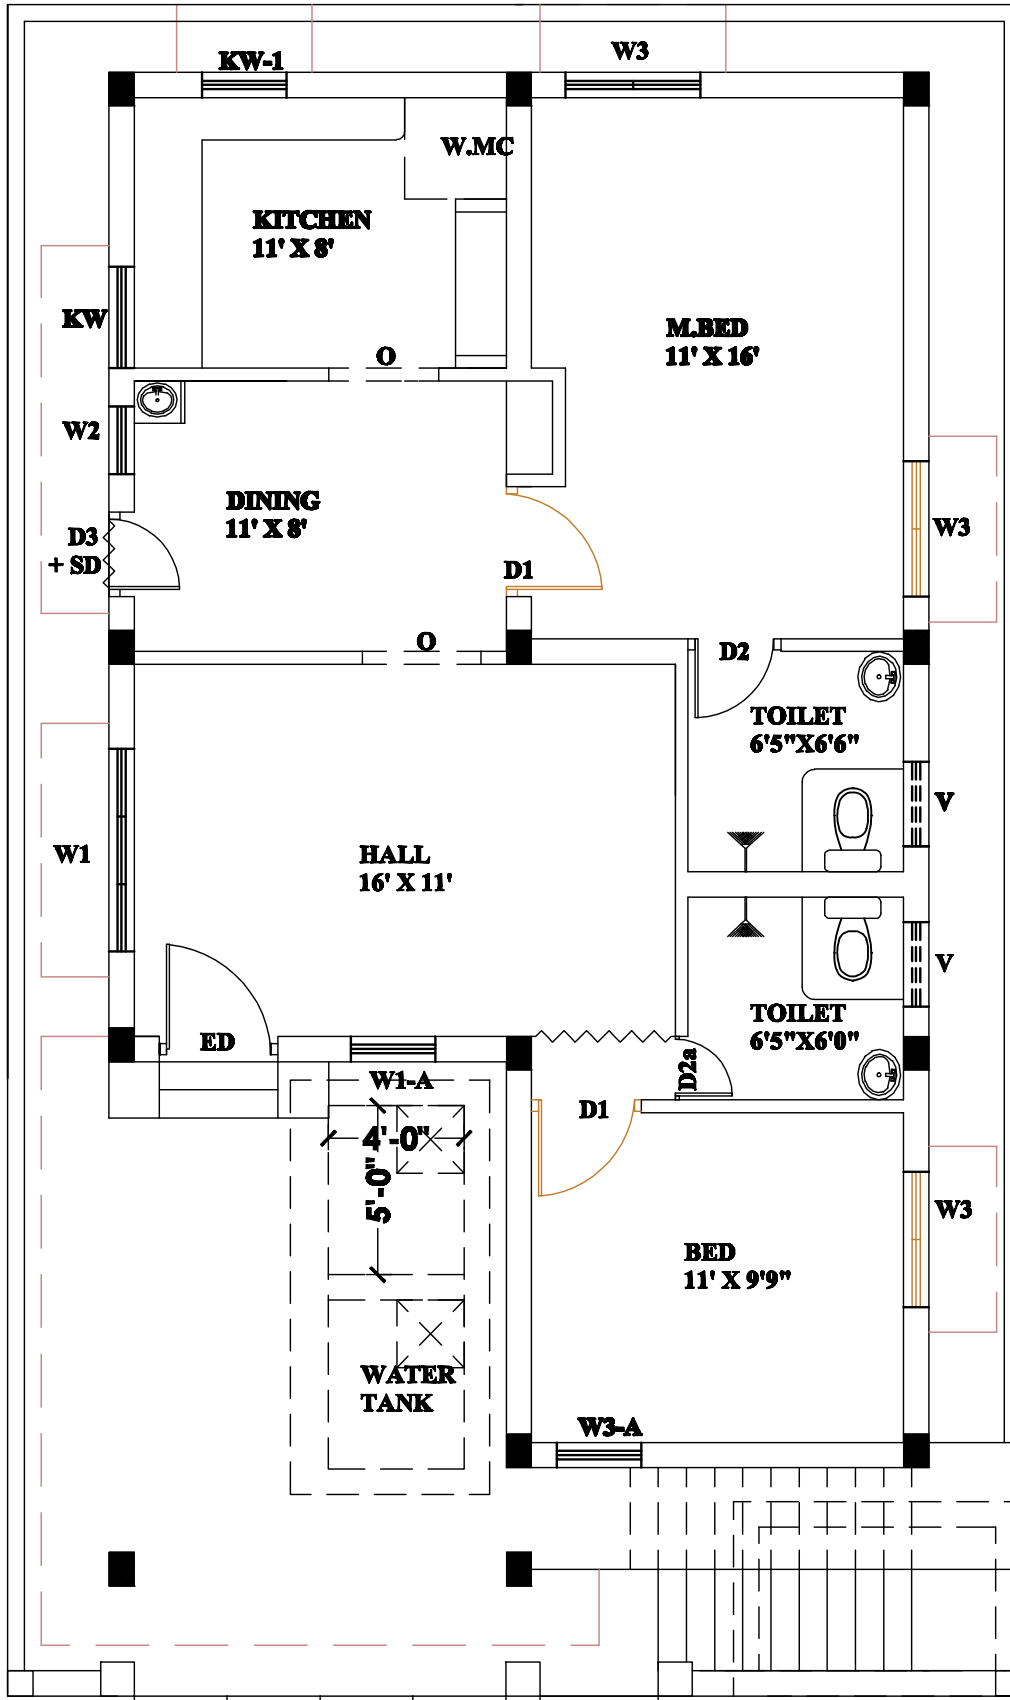 KW-1
W3
W.MC
KITCHEN
11' X 8'
KW
M.BED
11' X 16'
O
W2
DINING
11' X 8'
D3
+ SD
D1
W3
O
D2
TOILET
6'5"X6'6"
V
W1
HALL
16' X 11'
V
TOILET
6'5"X6'0"
ED
W1-A
D2a
D1
4'-0"
5'-0"
W3
BED
11' X 9'9"
WATER
TANK
W3-A